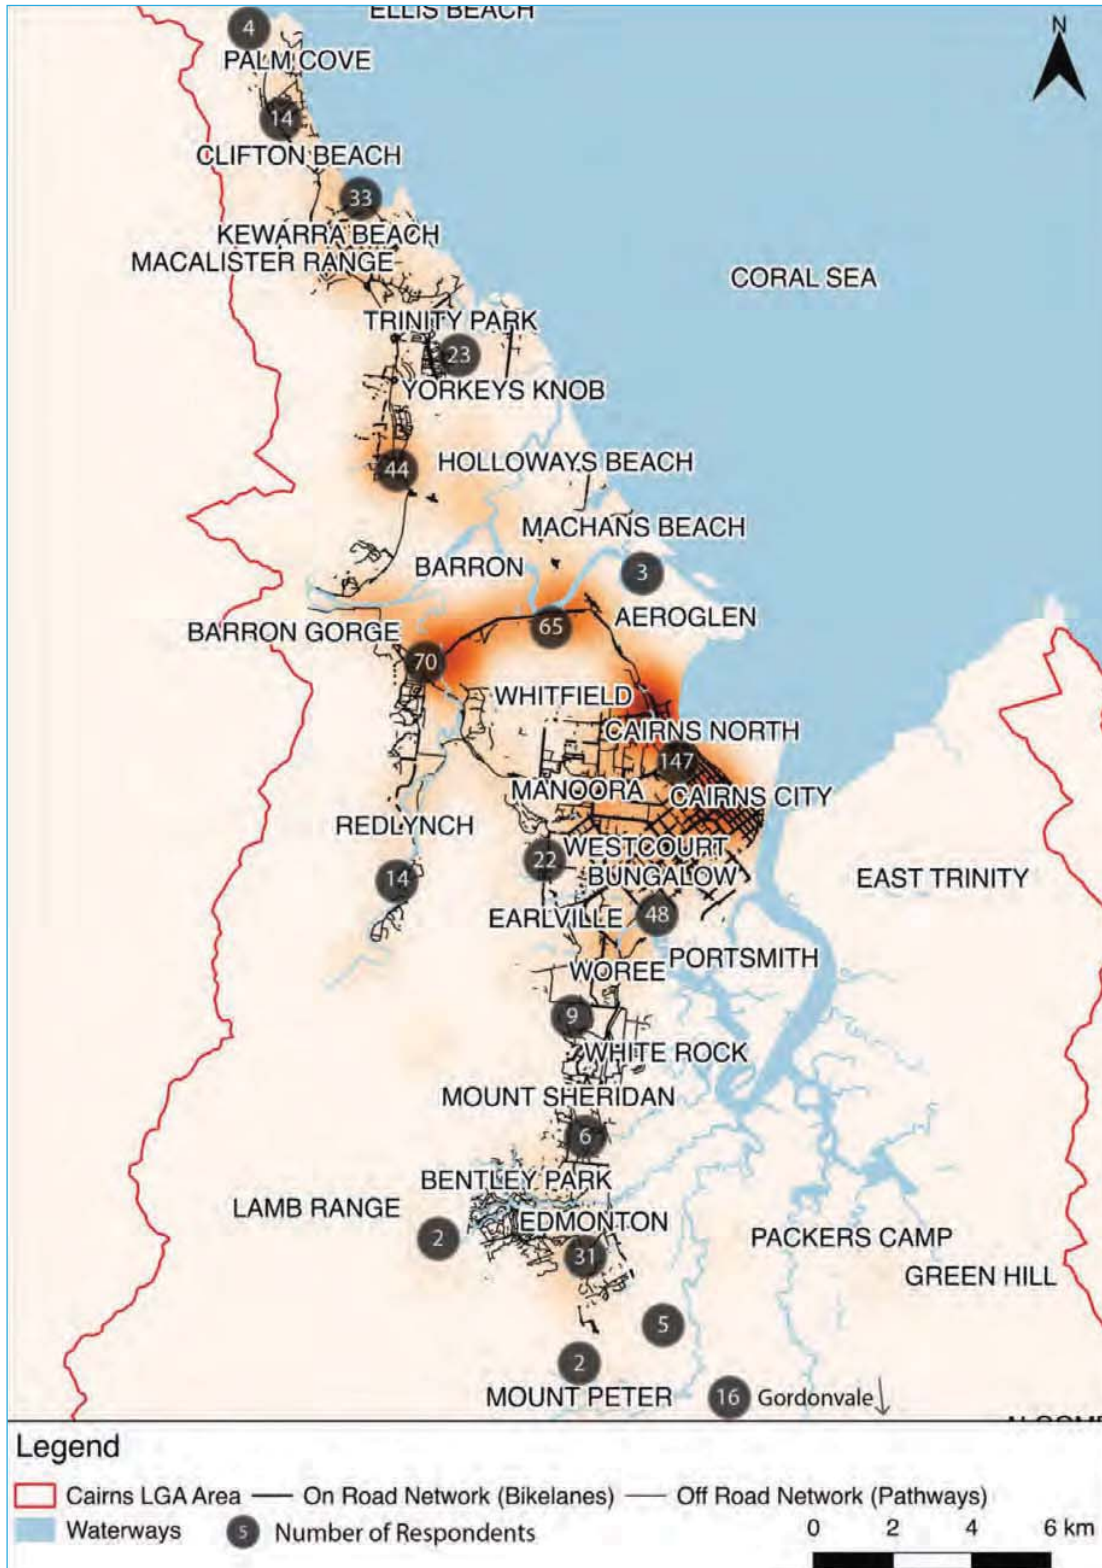 ELLIS BEACH
N
4
PALM COVE
14
CLIFTON BEACH
33
KEWARRA BEACH
MACALISTER RANGE
CORAL SEA
TRINITY PARK
23
YORKEYS KNOB
44
HOLLOWAYS BEACH
MACHANS BEACH
BARRON
3
AEROGLEN
65
BARRON GORGE
70
WHITFIELD
CAIRNS NORTH
147
MANOORA
CAIRNS CITY
REDLYNCH
WESTCOURT
22
BUNGALOW
EAST TRINITY
14
EARLVILLE
48
PORTSMITH
WOREE
9
WHITE ROCK
MOUNT SHERIDAN
6
BENTLEY PARK
LAMB RANGE
EDMONTON
2
PACKERS CAMP
31
GREEN HILL
5
2
MOUNT PETER
16 Gordonvale
Legend
Cairns LGA Area On Road Network (Bikelanes) Off Road Network (Pathways)
Waterways 5 Number of Respondents
0 2 4 6 km